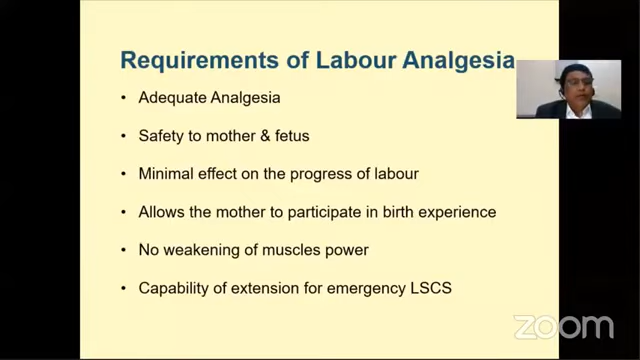 Requirements of Labour Analgesia
• Adequate Analgesia
• Safety to mother & fetus
• Minimal effect on the progress of labour
• Allows the mother to participate in birth experience
• No weakening of muscles power
• Capability of extension for emergency LSCS
zoom